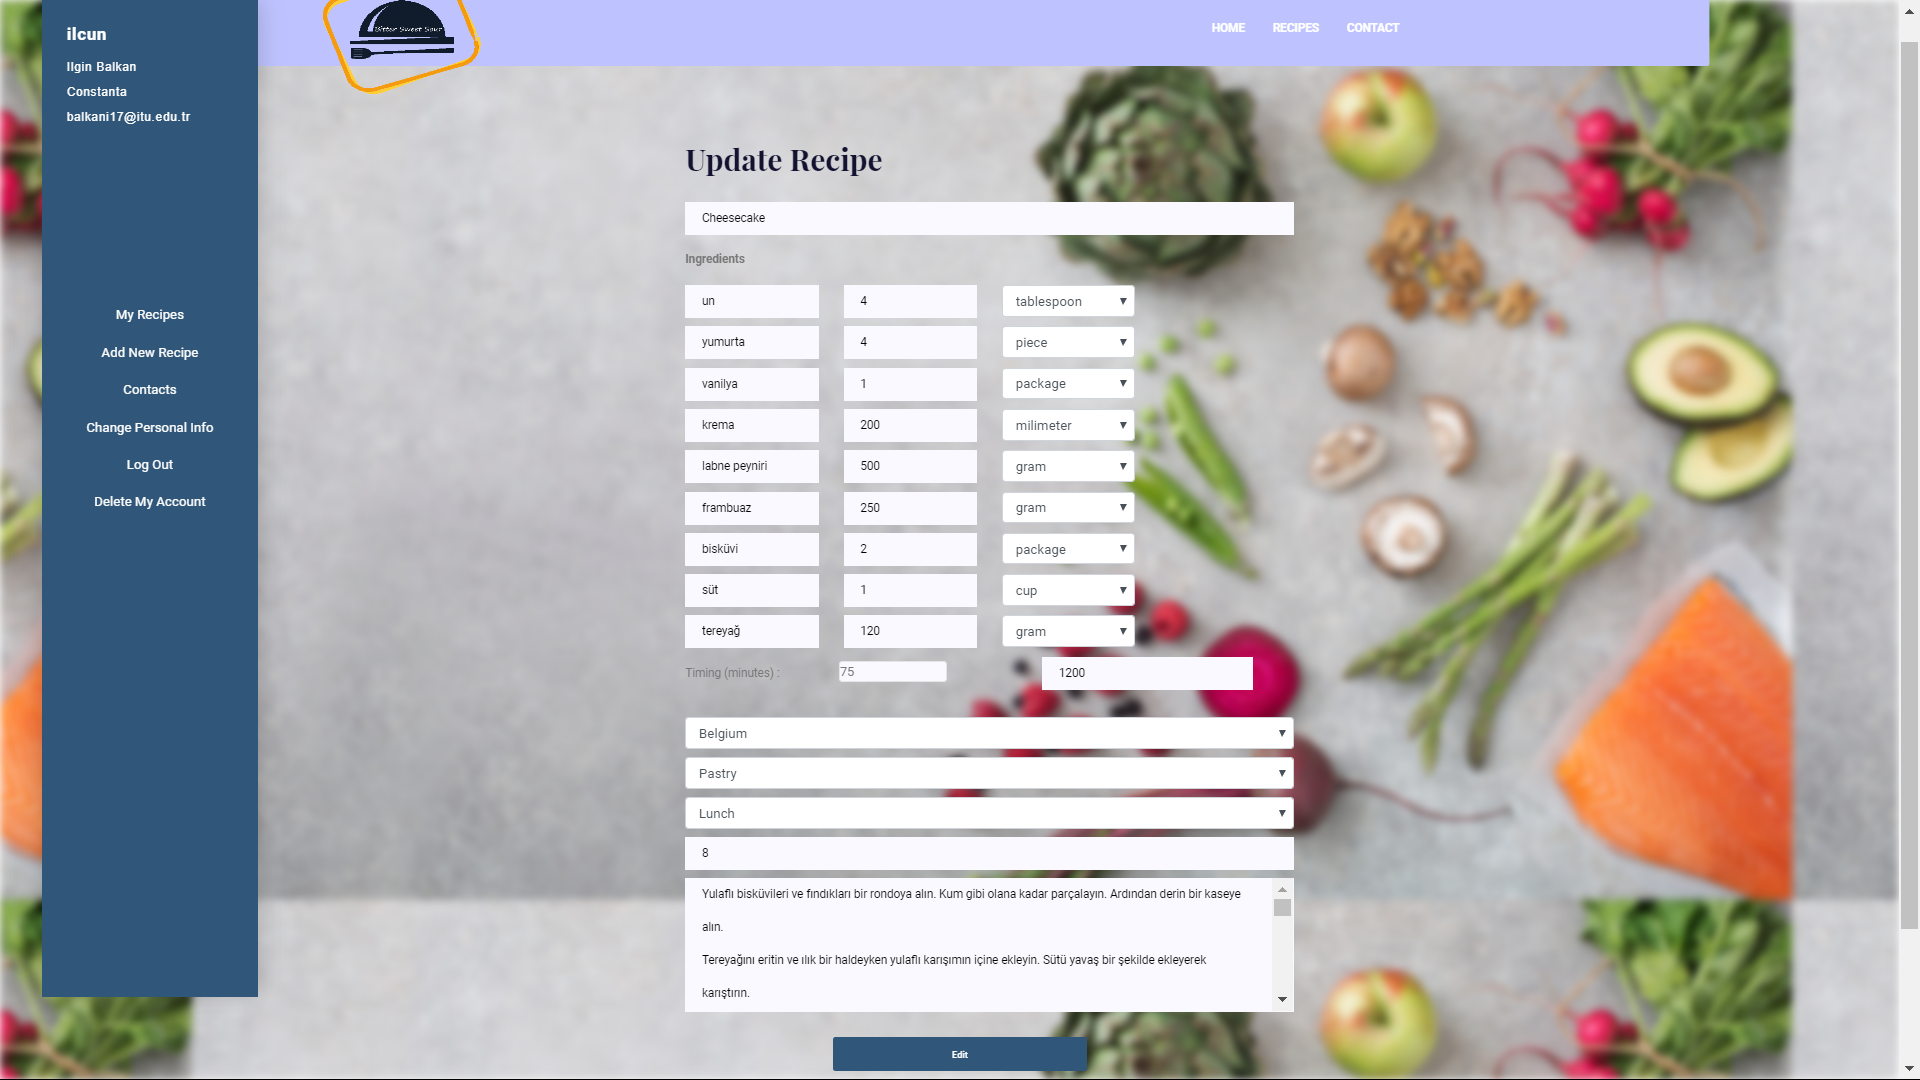 ilcun
Ilgin Balkan
Constanta
balkani17@itu.edu.tr
My Recipes
Add New Recipe
Contacts
Change Personal Info
Log Out
Delete My Account
Bitter Sweet Sour
HOME RECIPES CONTACT
Update Recipe
Cheesecake
Ingredients
un 4 tablespoon
yumurta 4 piece
vanilya 1 package
krema 200 milimeter
labne peyniri 500 gram
frambuaz 250 gram
bisküvi 2 package
süt 1 cup
tereyağ 120 gram
Timing (minutes) : 75 1200
Belgium
Pastry
Lunch
8
Yulaflı bisküvileri ve fındıkları bir rondoya alın. Kum gibi olana kadar parçalayın. Ardından derin bir kaseye
alın.
Tereyağını eritin ve ılık bir haldeyken yulaflı karışımın içine ekleyin. Sütü yavaş bir şekilde ekleyerek
karıştırın.
Edit